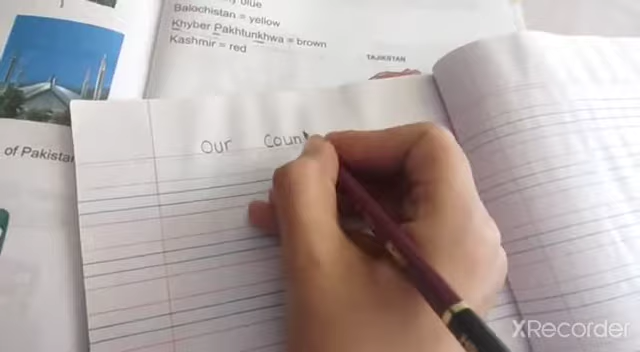 Balochistan = yellow
Khyber Pakhtunkhwa = brown
Kashmir = red
TAJIKISTAN
of Pakistan
our Coun
XRecorder